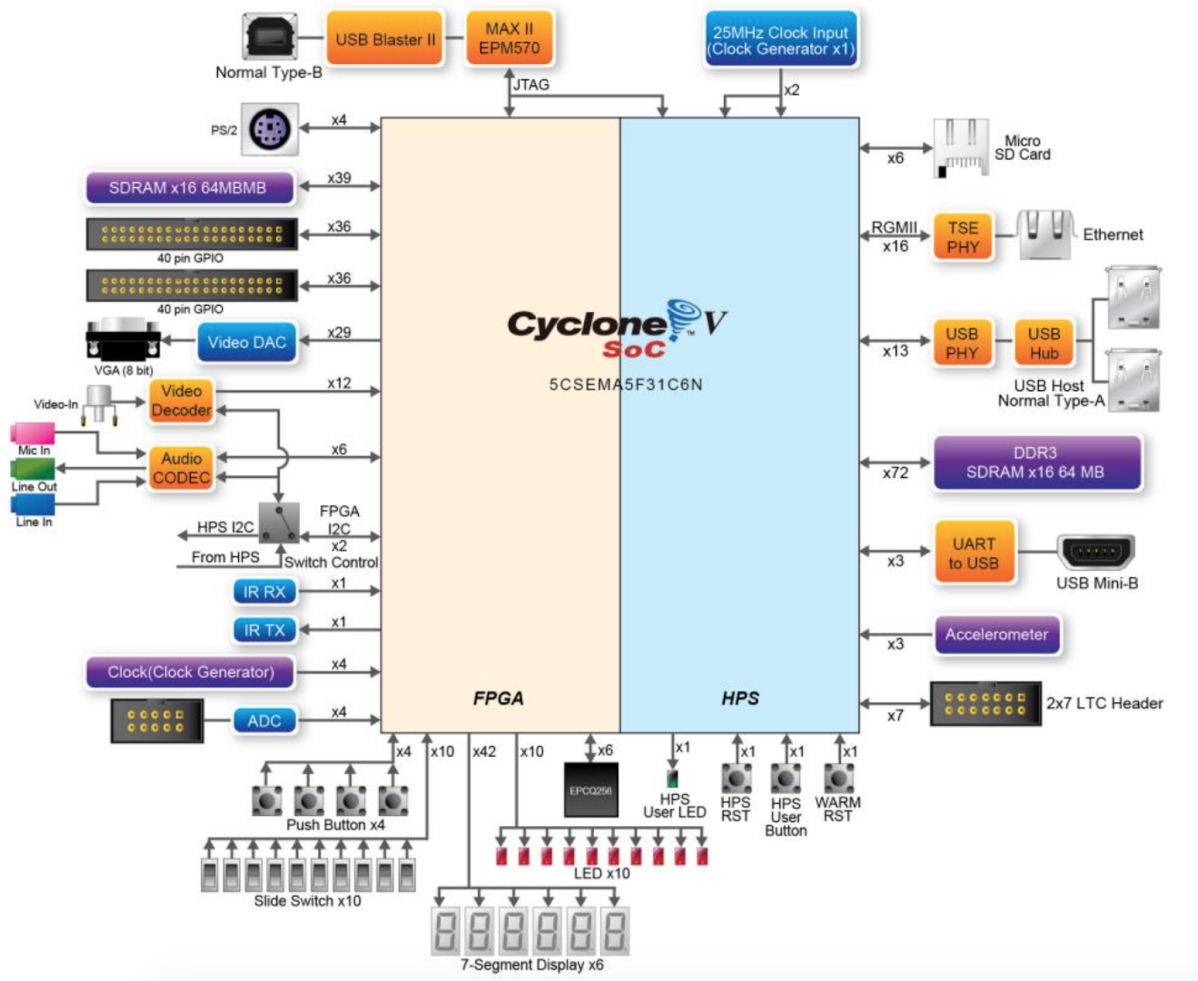 Normal Type-B
USB Blaster II
MAX II
EPM570
JTAG
25MHz Clock Input
(Clock Generator x1)
x2
PS/2
x4
SDRAM x16 64MBMB
x39
40 pin GPIO
x36
40 pin GPIO
x36
VGA (8 bit)
Video DAC
x29
Video-In
Video
Decoder
x12
Mic In
Line Out
Line In
Audio
CODEC
x6
HPS I2C
From HPS
FPGA
I2C
x2
Switch Control
IR RX
x1
IR TX
x1
Clock(Clock Generator)
x4
ADC
x4
Cyclone V
™
SoC
5CSEMA5F31C6N
FPGA
HPS
x6
Micro
SD Card
RGMII
x16
TSE
PHY
Ethernet
x13
USB
PHY
USB
Hub
USB Host
Normal Type-A
x72
DDR3
SDRAM x16 64 MB
x3
UART
to USB
USB Mini-B
x3
Accelerometer
x7
2x7 LTC Header
x4
x10
x42
x10
x6
x1
x1
x1
x1
Push Button x4
Slide Switch x10
EPCQ256
HPS
User LED
HPS
RST
HPS
User
Button
WARM
RST
LED x10
7-Segment Display x6